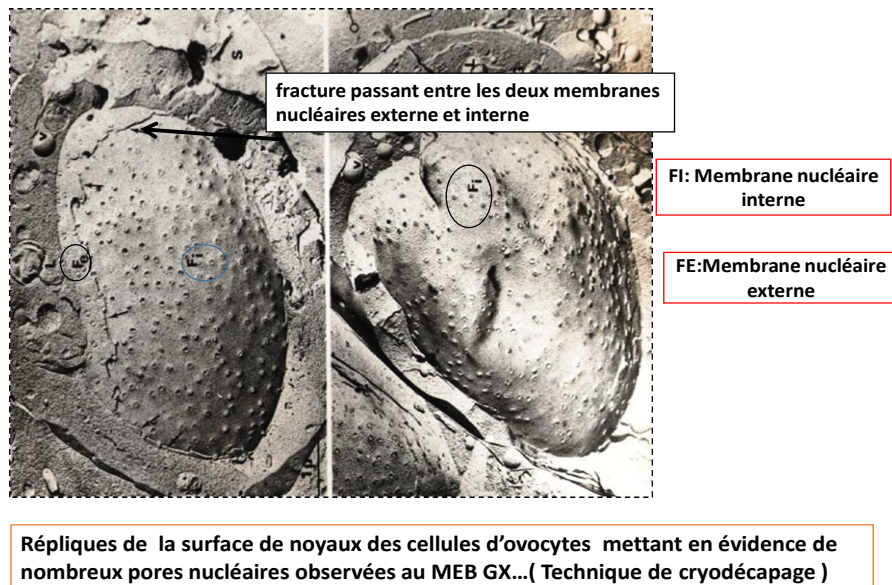 S
fracture passant entre les deux membranes
nucléaires externe et interne
V
V
Fi
FI: Membrane nucléaire
interne
L
Fe
Fi
FE:Membrane nucléaire
externe
Répliques de la surface de noyaux des cellules d’ovocytes mettant en évidence de
nombreux pores nucléaires observées au MEB GX...( Technique de cryodécapage )